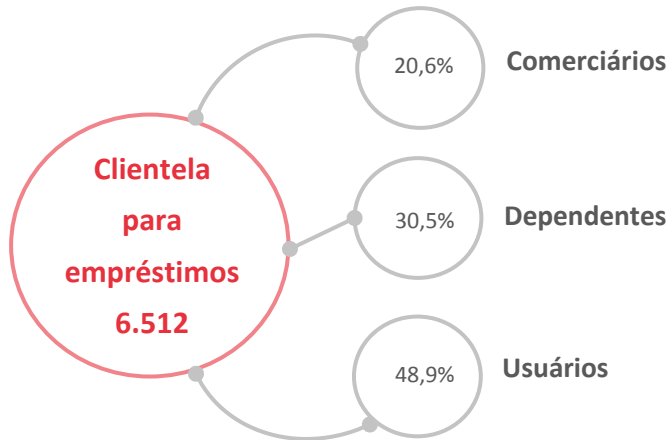 Clientela
para
empréstimos
6.512
20,6%
Comerciários
30,5%
Dependentes
48,9%
Usuários